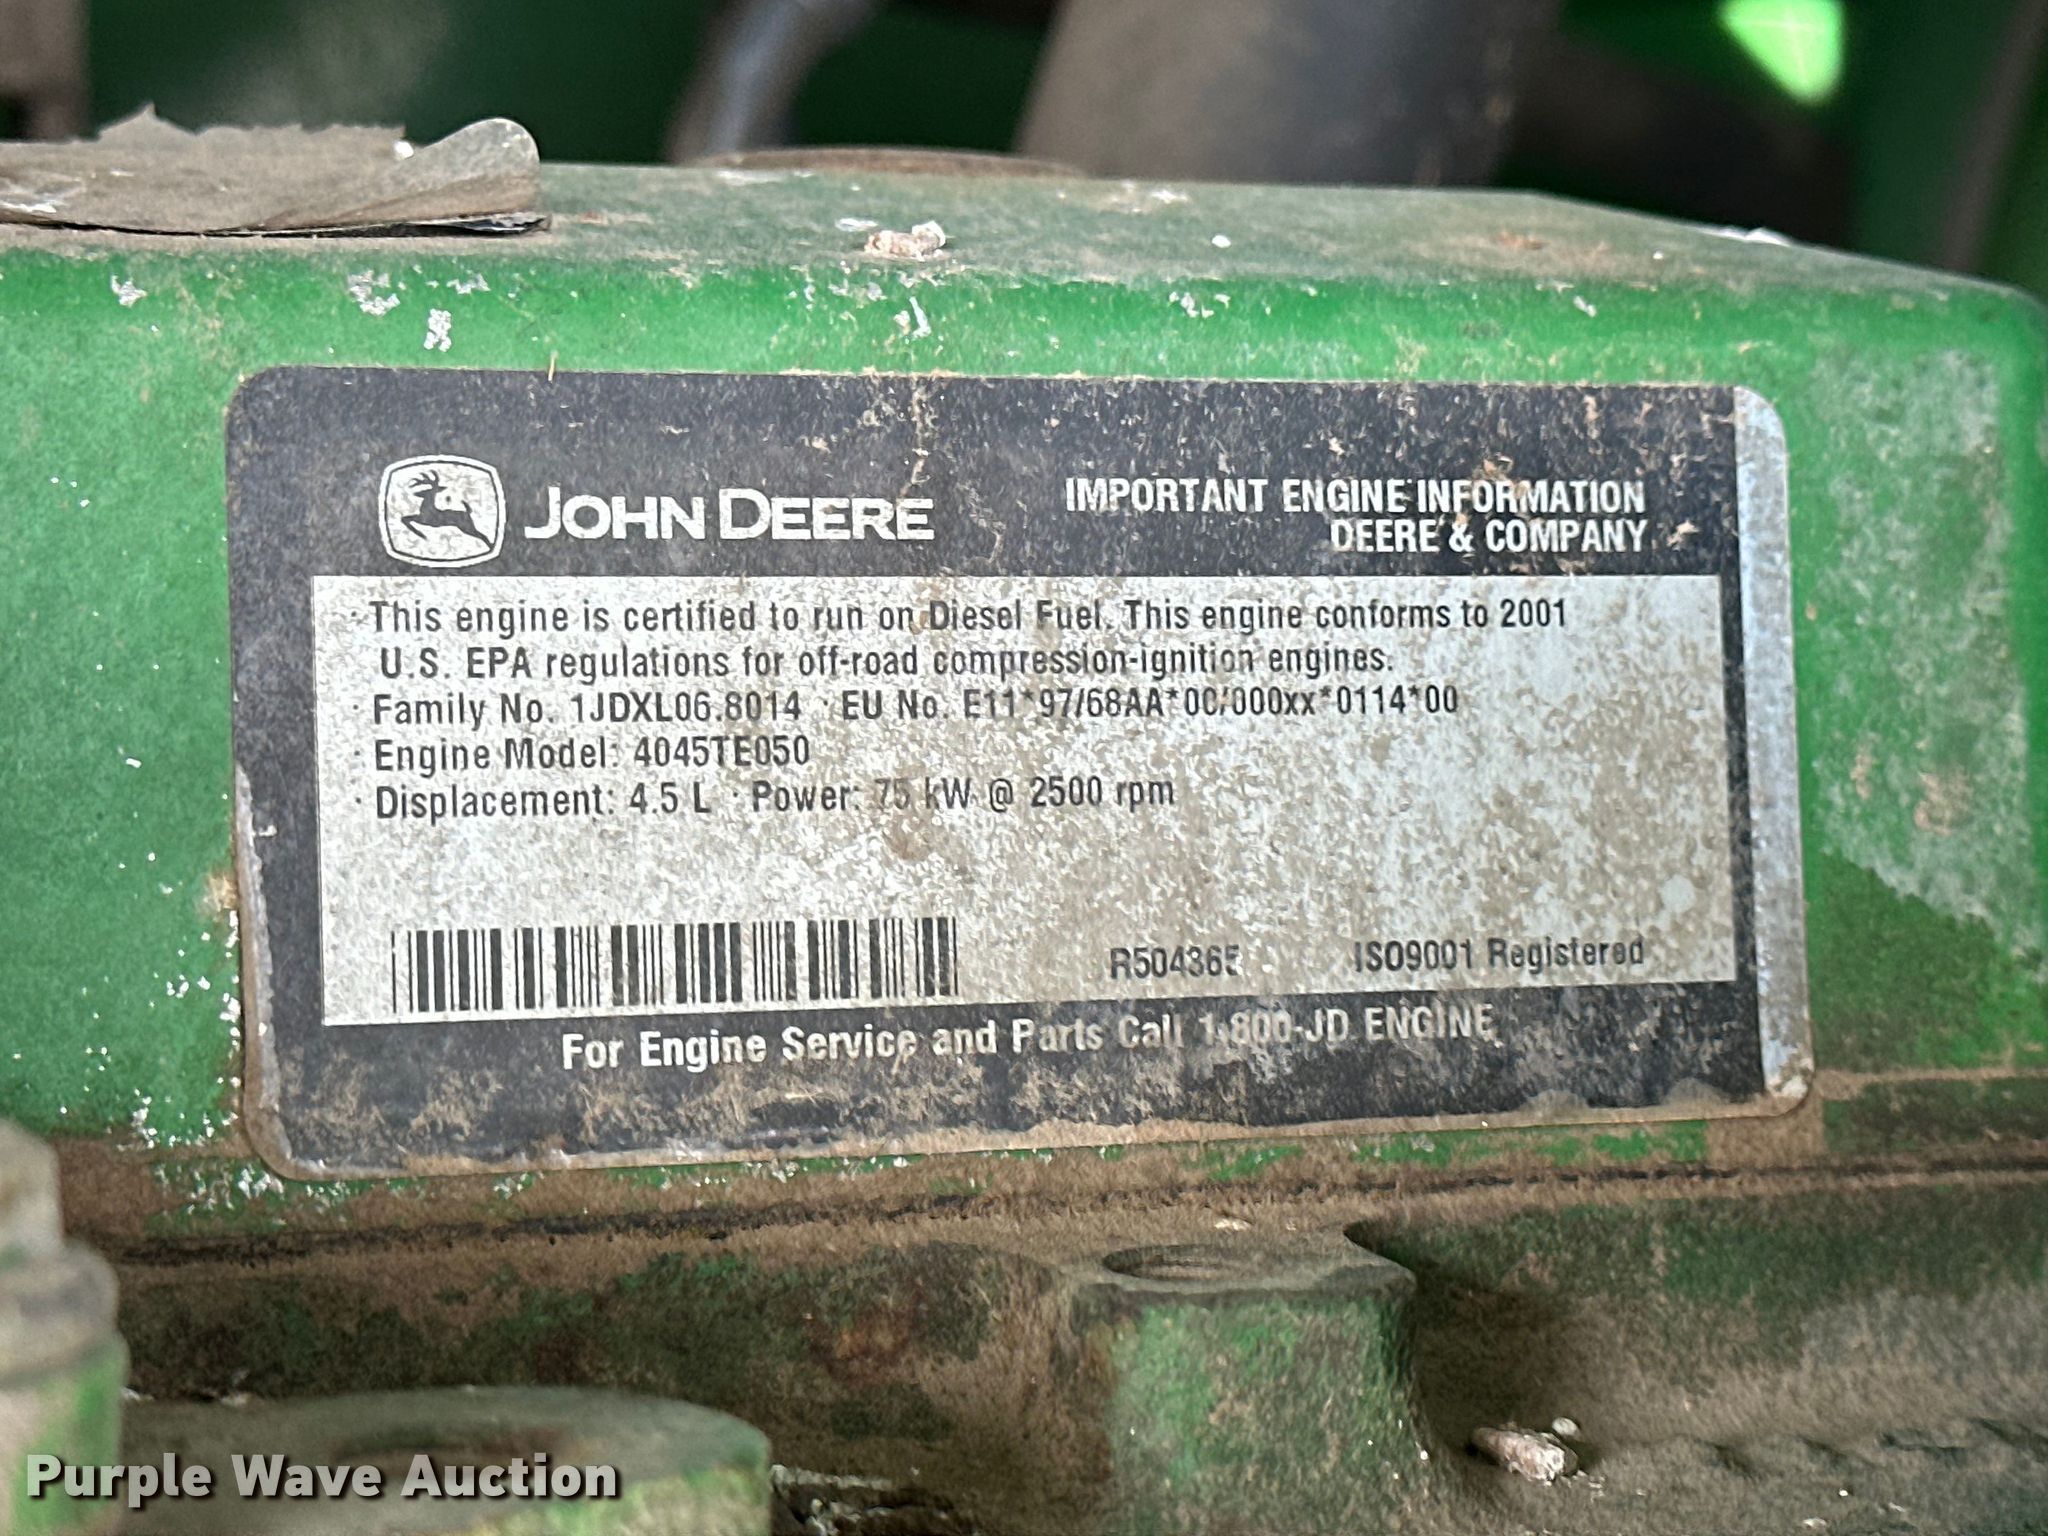 JOHN DEERE
IMPORTANT ENGINE INFORMATION
DEERE & COMPANY
· This engine is certified to run on Diesel Fuel. This engine conforms to 2001
U.S. EPA regulations for off-road compression-ignition engines.
· Family No. 1JDXL06.8014 · EU No. E11*97/68AA*00/000xx*0114*00
· Engine Model: 4045TE050
· Displacement: 4.5 L · Power: 75 kW @ 2500 rpm
R504365 ISO9001 Registered
For Engine Service and Parts Call 1-800-JD ENGINE
Purple Wave Auction